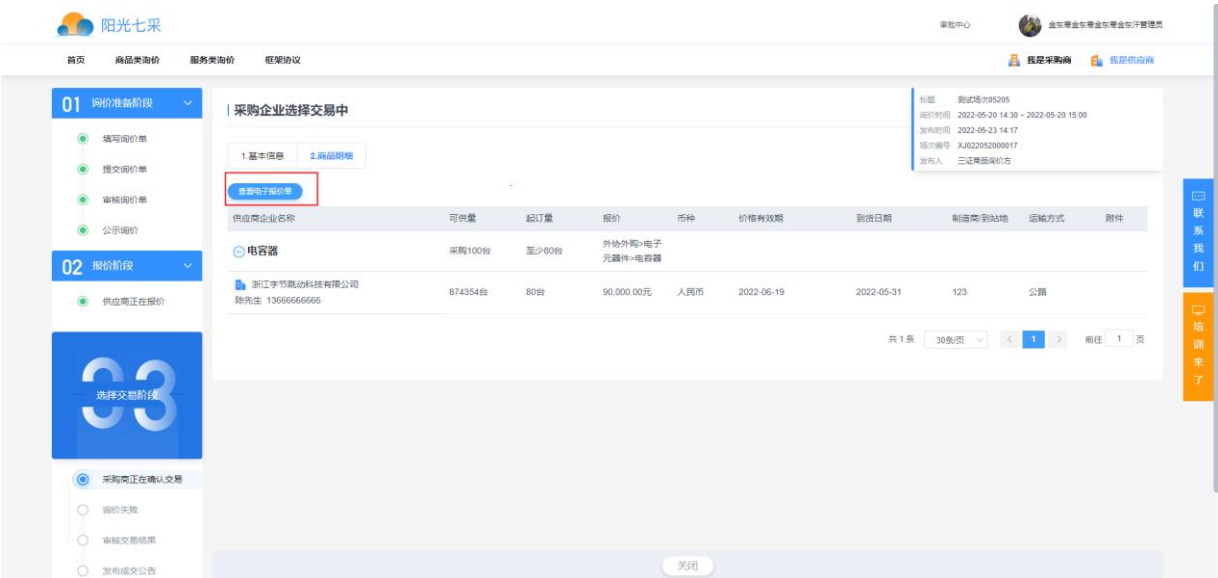 阳光七采
审批中心
金东寄金东寄金东寄金东汗管理员
首页 商品类询价 服务类询价 框架协议
我是采购商 我是供应商
01 询价准备阶段
填写询价单
提交询价单
审核询价单
公示询价
02 报价阶段
供应商正在报价
03
选择交易阶段
采购商正在确认交易
询价失败
审核交易结果
发布成交公告
采购企业选择交易中
标题 测试场次05205
询价时间 2022-05-20 14:30 ~ 2022-05-20 15:00
发布时间 2022-05-23 14:17
场次编号 XJ022052000017
发布人 三证商品询价方
1.基本信息 2.商品明细
查看电子报价单
供应商企业名称 可供量 起订量 报价 币种 价格有效期 到货日期 制造商/到站地 运输方式 附件
电容器 采购100台 至少80台 外协外购>电子
元器件>电容器
浙江字节跳动科技有限公司
陈先生 13666666666
874354台 80台 90,000.00元 人民币 2022-06-19 2022-05-31 123 公路
共 1 条 30条/页 < 1 > 前往 1 页
关闭
联系我们
培训来了